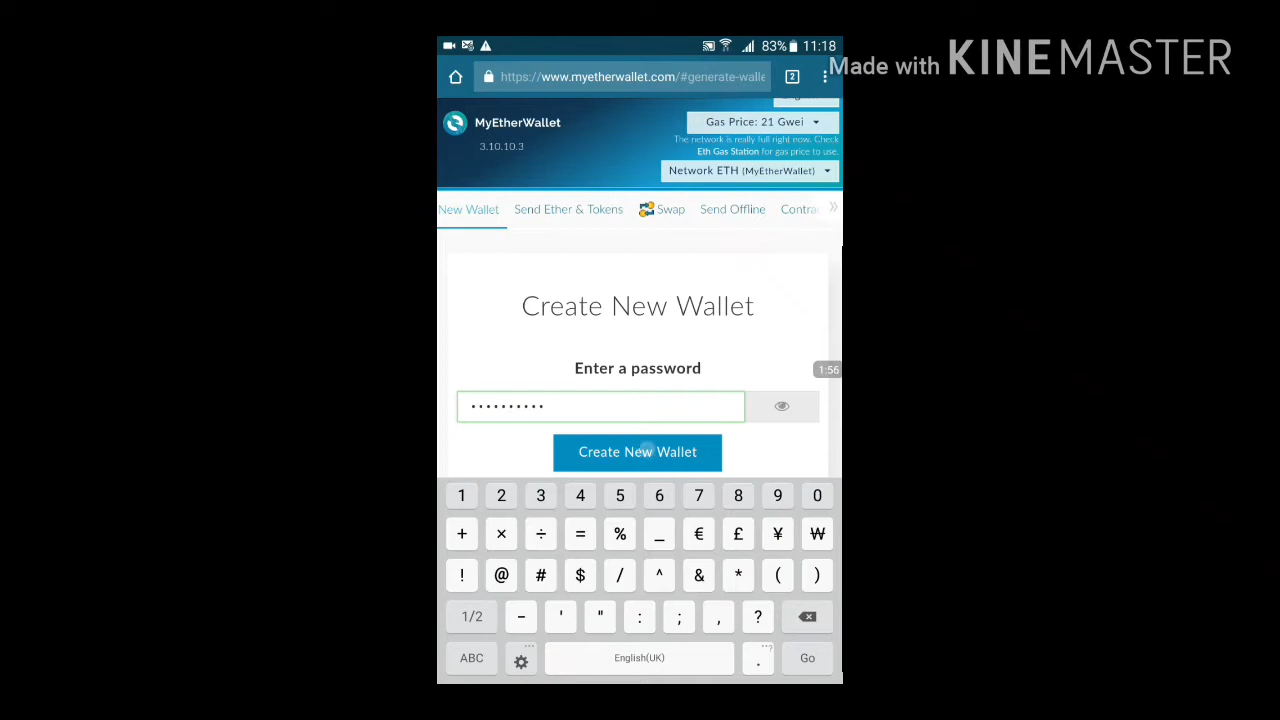 83% 11:18
Made with KINEMASTER
https://www.myetherwallet.com/#generate-walle
2
MyEtherWallet
3.10.10.3
Gas Price: 21 Gwei
The network is really full right now. Check
Eth Gas Station for gas price to use.
Network ETH (MyEtherWallet)
New Wallet Send Ether & Tokens Swap Send Offline Contra »
Create New Wallet
Enter a password
1:56
••••••••••
Create New Wallet
1 2 3 4 5 6 7 8 9 0
+ × ÷ = % _ € £ ¥ ₩
! @ # $ / ^ & * ( )
1/2 - ' " : ; , ?
ABC English(UK) . Go